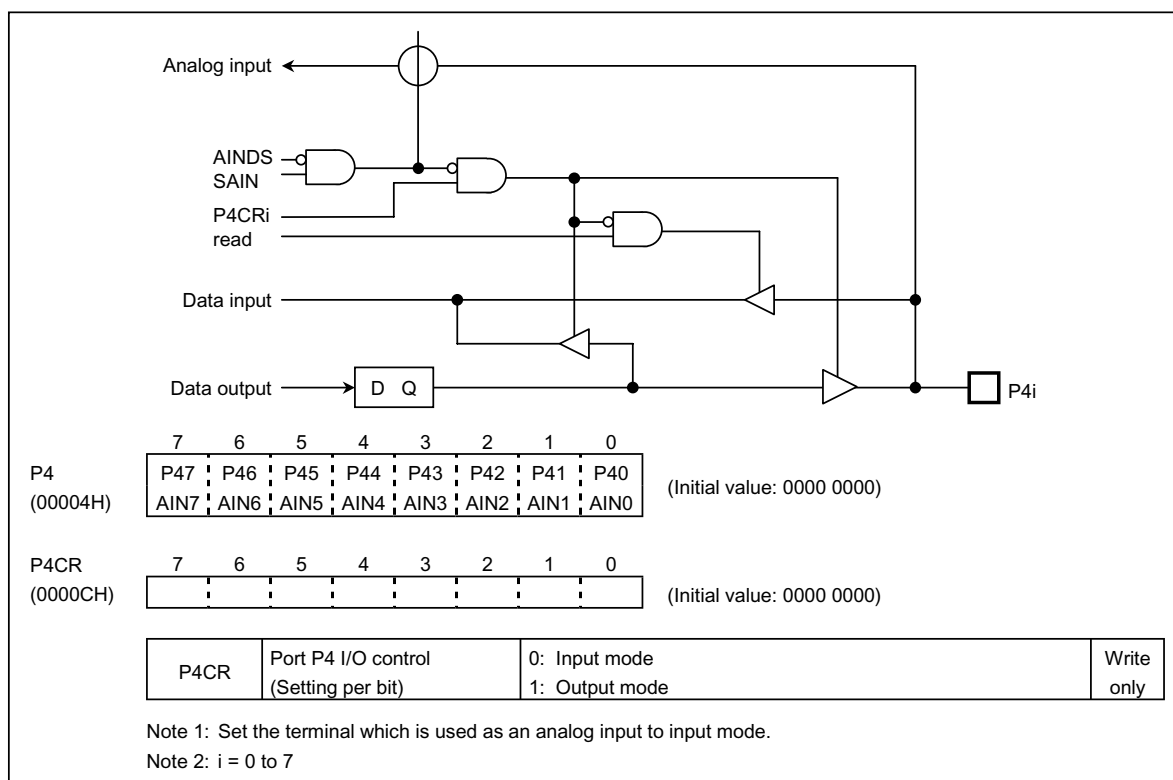 Analog input
AINDS
SAIN
P4CRi
read
Data input
Data output
D Q
P4i
7 6 5 4 3 2 1 0
P4
(00004H)
P47 P46 P45 P44 P43 P42 P41 P40
AIN7 AIN6 AIN5 AIN4 AIN3 AIN2 AIN1 AIN0
(Initial value: 0000 0000)
P4CR
(0000CH)
7 6 5 4 3 2 1 0
(Initial value: 0000 0000)
P4CR
Port P4 I/O control
(Setting per bit)
0: Input mode
1: Output mode
Write
only
Note 1: Set the terminal which is used as an analog input to input mode.
Note 2: i = 0 to 7